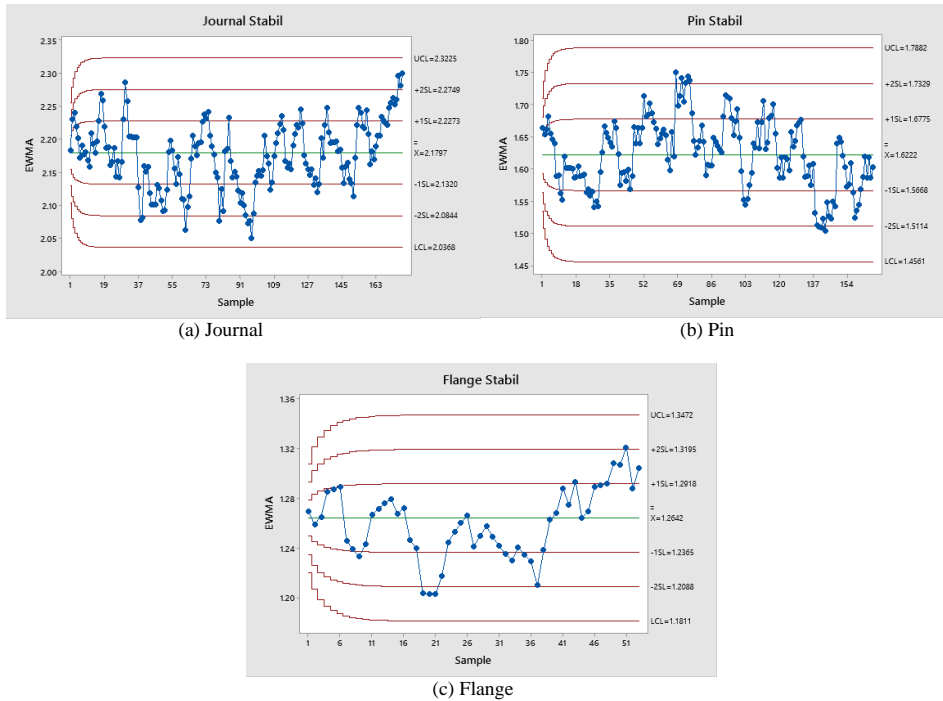 Journal Stabil
2.35
2.30
2.25
2.20
2.15
2.10
2.05
2.00
EWMA
UCL=2.3225
+2SL=2.2749
+1SL=2.2273
=
X=2.1797
-1SL=2.1320
-2SL=2.0844
LCL=2.0368
1 19 37 55 73 91 109 127 145 163
Sample
(a) Journal
Pin Stabil
1.80
1.75
1.70
1.65
1.60
1.55
1.50
1.45
EWMA
UCL=1.7882
+2SL=1.7329
+1SL=1.6775
=
X=1.6222
-1SL=1.5668
-2SL=1.5114
LCL=1.4561
1 18 35 52 69 86 103 120 137 154
Sample
(b) Pin
Flange Stabil
1.36
1.32
1.28
1.24
1.20
EWMA
UCL=1.3472
+2SL=1.3195
+1SL=1.2918
=
X=1.2642
-1SL=1.2365
-2SL=1.2088
LCL=1.1811
1 6 11 16 21 26 31 36 41 46 51
Sample
(c) Flange